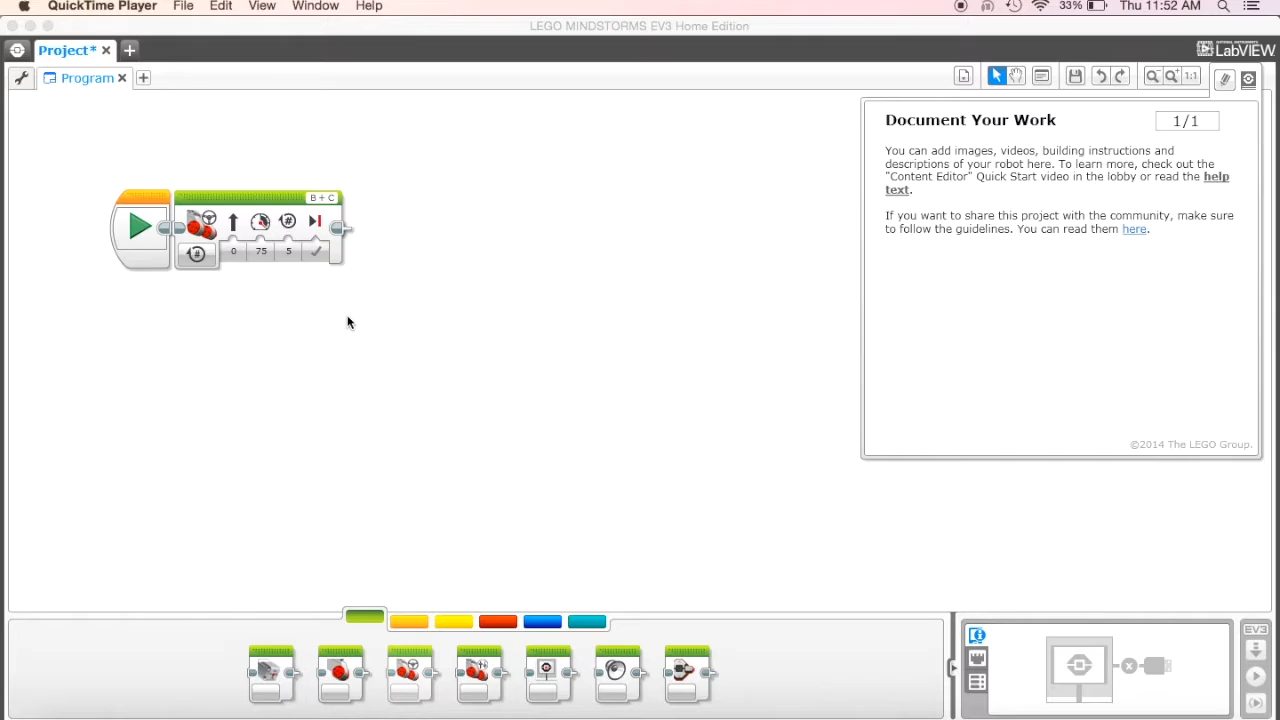 QuickTime Player File Edit View Window Help 33% Thu 11:52 AM
LEGO MINDSTORMS EV3 Home Edition
Project*
LabVIEW
Program
1:1
Document Your Work 1/1
You can add images, videos, building instructions and
descriptions of your robot here. To learn more, check out the
"Content Editor" Quick Start video in the lobby or read the help
text.
If you want to share this project with the community, make sure
to follow the guidelines. You can read them here.
B + C
#
# 0 75 5
©2014 The LEGO Group.
EV3